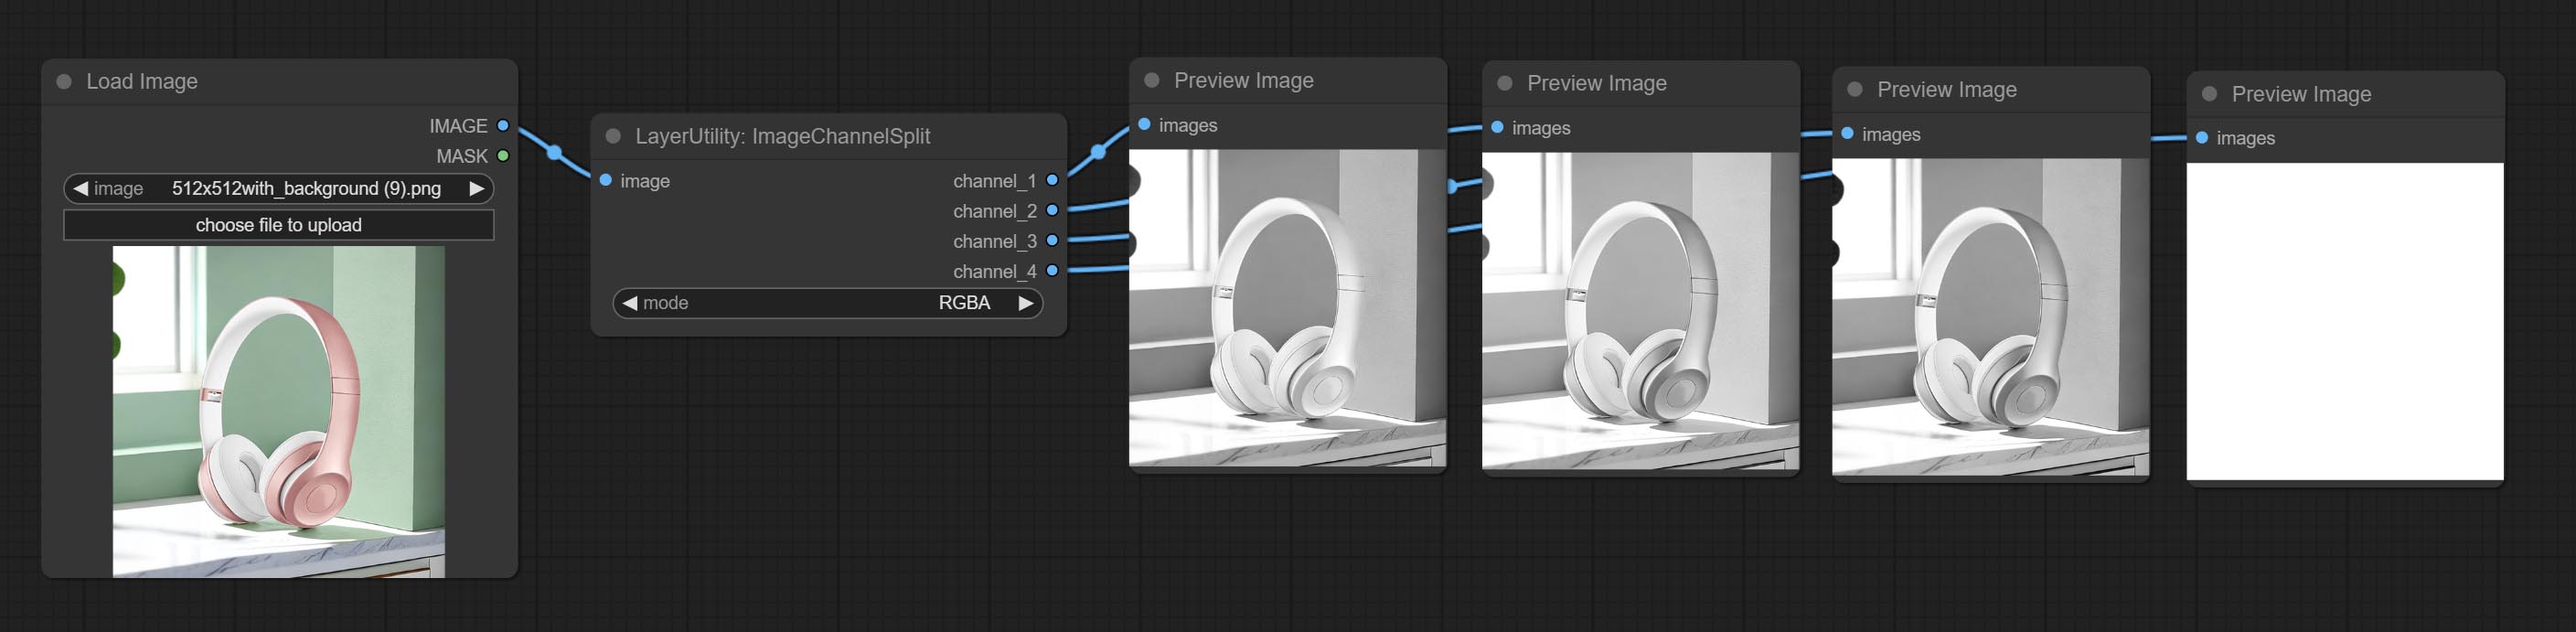 Load Image
IMAGE
MASK
image 512x512with_background (9).png
choose file to upload
LayerUtility: ImageChannelSplit
image
channel_1
channel_2
channel_3
channel_4
mode RGBA
Preview Image
images
Preview Image
images
Preview Image
images
Preview Image
images